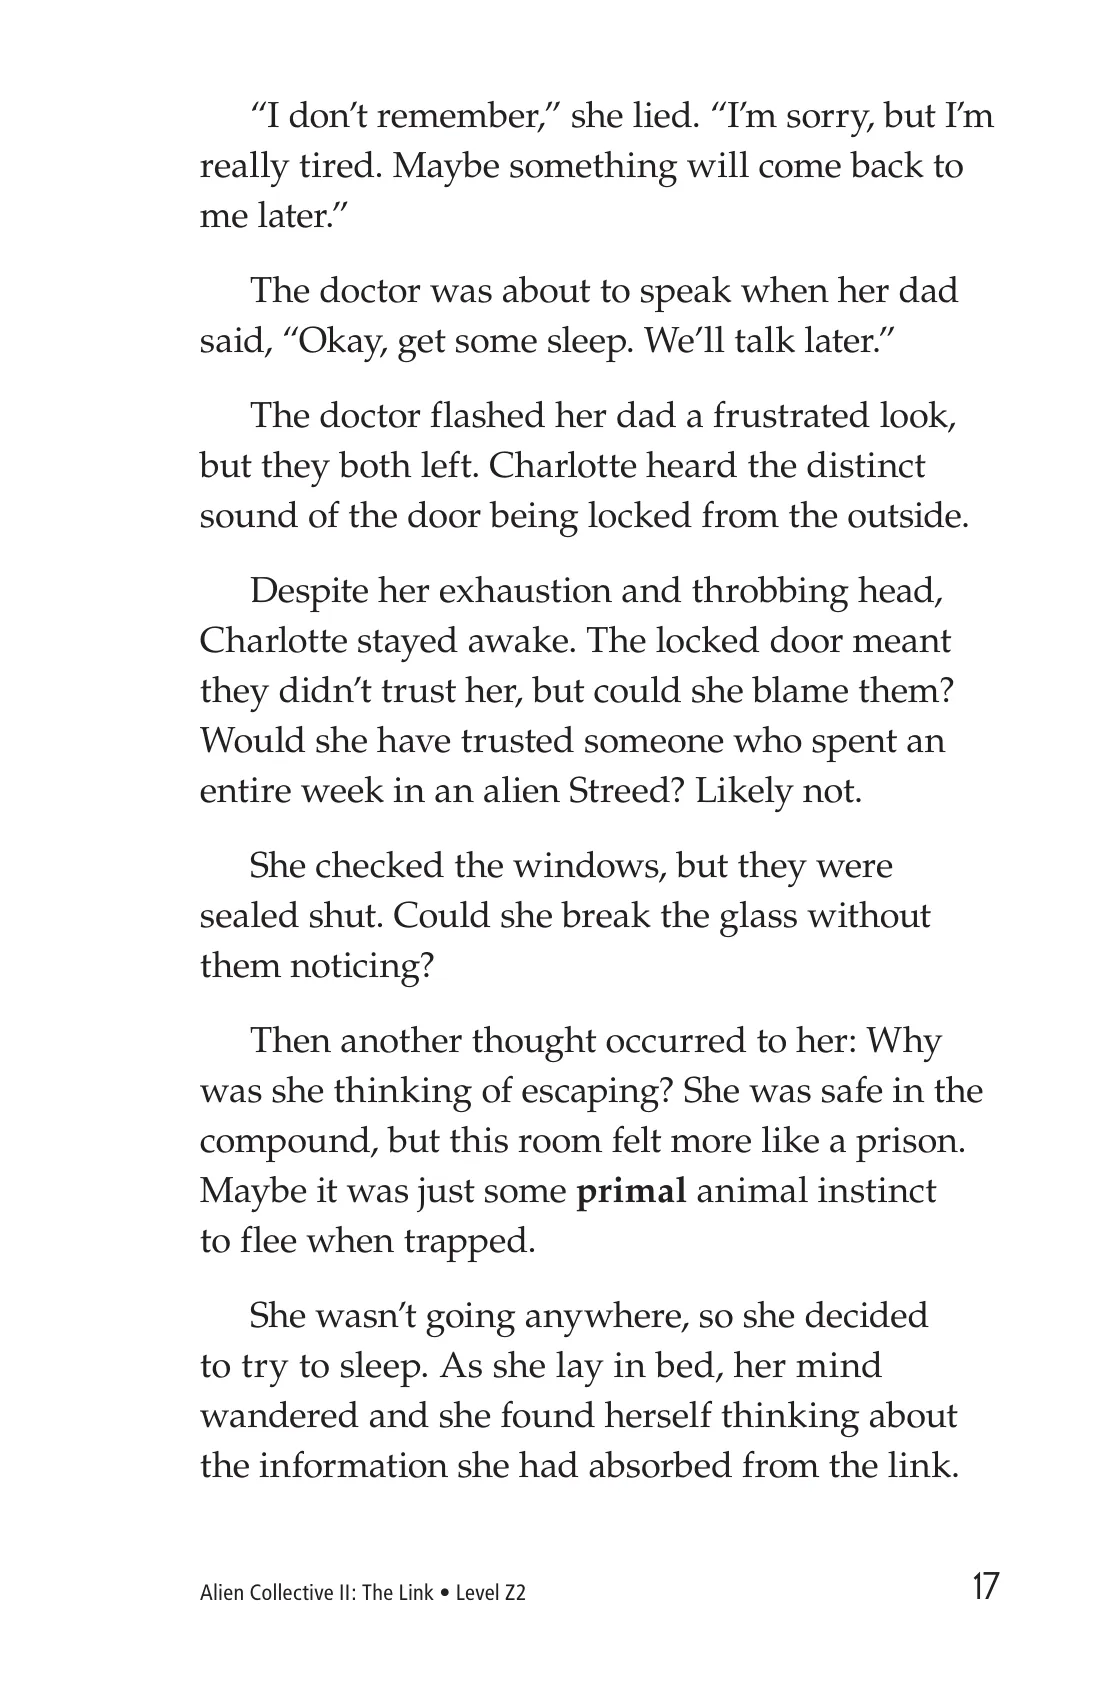 “I don’t remember,” she lied. “I’m sorry, but I’m
really tired. Maybe something will come back to
me later.”
The doctor was about to speak when her dad
said, “Okay, get some sleep. We’ll talk later.”
The doctor flashed her dad a frustrated look,
but they both left. Charlotte heard the distinct
sound of the door being locked from the outside.
Despite her exhaustion and throbbing head,
Charlotte stayed awake. The locked door meant
they didn’t trust her, but could she blame them?
Would she have trusted someone who spent an
entire week in an alien Streed? Likely not.
She checked the windows, but they were
sealed shut. Could she break the glass without
them noticing?
Then another thought occurred to her: Why
was she thinking of escaping? She was safe in the
compound, but this room felt more like a prison.
Maybe it was just some primal animal instinct
to flee when trapped.
She wasn’t going anywhere, so she decided
to try to sleep. As she lay in bed, her mind
wandered and she found herself thinking about
the information she had absorbed from the link.
Alien Collective II: The Link • Level Z2
17